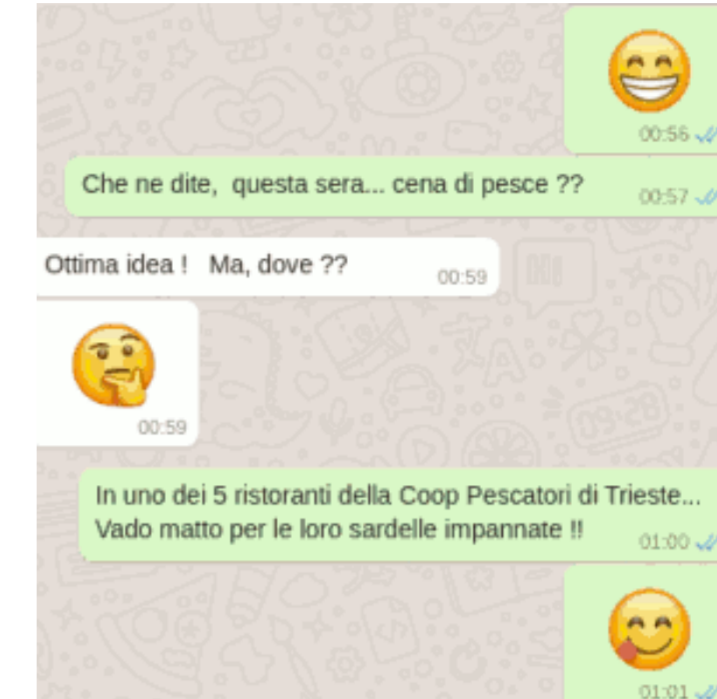 00:56
Che ne dite, questa sera... cena di pesce ??
00:57
Ottima idea ! Ma, dove ??
00:59
00:59
In uno dei 5 ristoranti della Coop Pescatori di Trieste...
Vado matto per le loro sardelle impannate !!
01:00
01:01